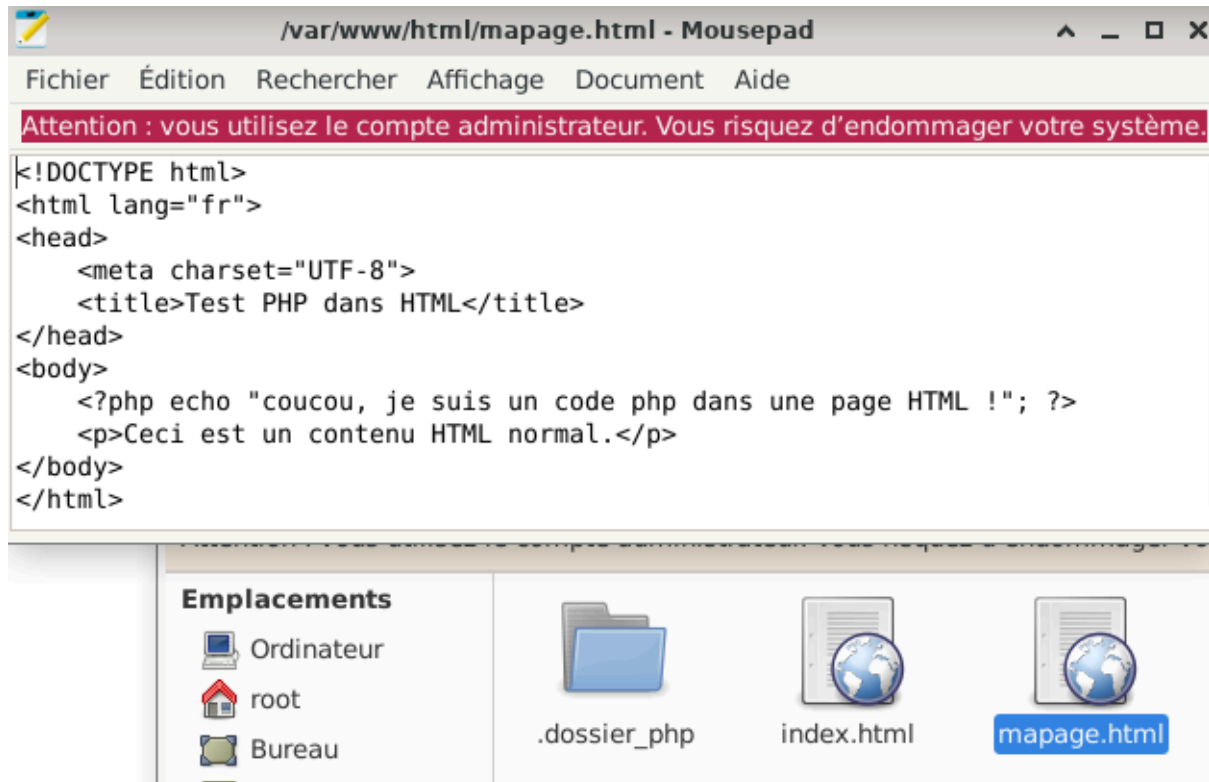 /var/www/html/mapage.html - Mousepad
Fichier Édition Rechercher Affichage Document Aide
Attention : vous utilisez le compte administrateur. Vous risquez d’endommager votre système.
<!DOCTYPE html>
<html lang="fr">
<head>
    <meta charset="UTF-8">
    <title>Test PHP dans HTML</title>
</head>
<body>
    <?php echo "coucou, je suis un code php dans une page HTML !"; ?>
    <p>Ceci est un contenu HTML normal.</p>
</body>
</html>
Emplacements
Ordinateur
root
Bureau
.dossier_php
index.html
mapage.html